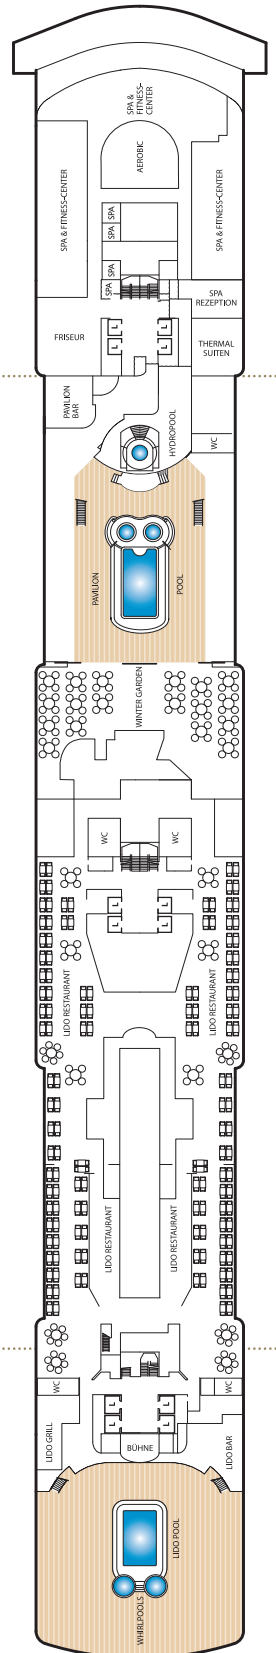 SPA &
FITNESS-
CENTER
AEROBIC
SPA & FITNESS-CENTER
SPA & FITNESS-CENTER
SPA
SPA
SPA
SPA
SPA
REZEPTION
FRISEUR
L
L
L
L
THERMAL
SUITEN
PAVILION
BAR
HYDROPOOL
WC
PAVILION
POOL
WINTER GARDEN
WC
WC
L
L
L
L
LIDO RESTAURANT
LIDO RESTAURANT
LIDO RESTAURANT
LIDO RESTAURANT
WC
WC
L
L
L
L
LIDO GRILL
BÜHNE
LIDO BAR
LIDO POOL
WHIRLPOOLS